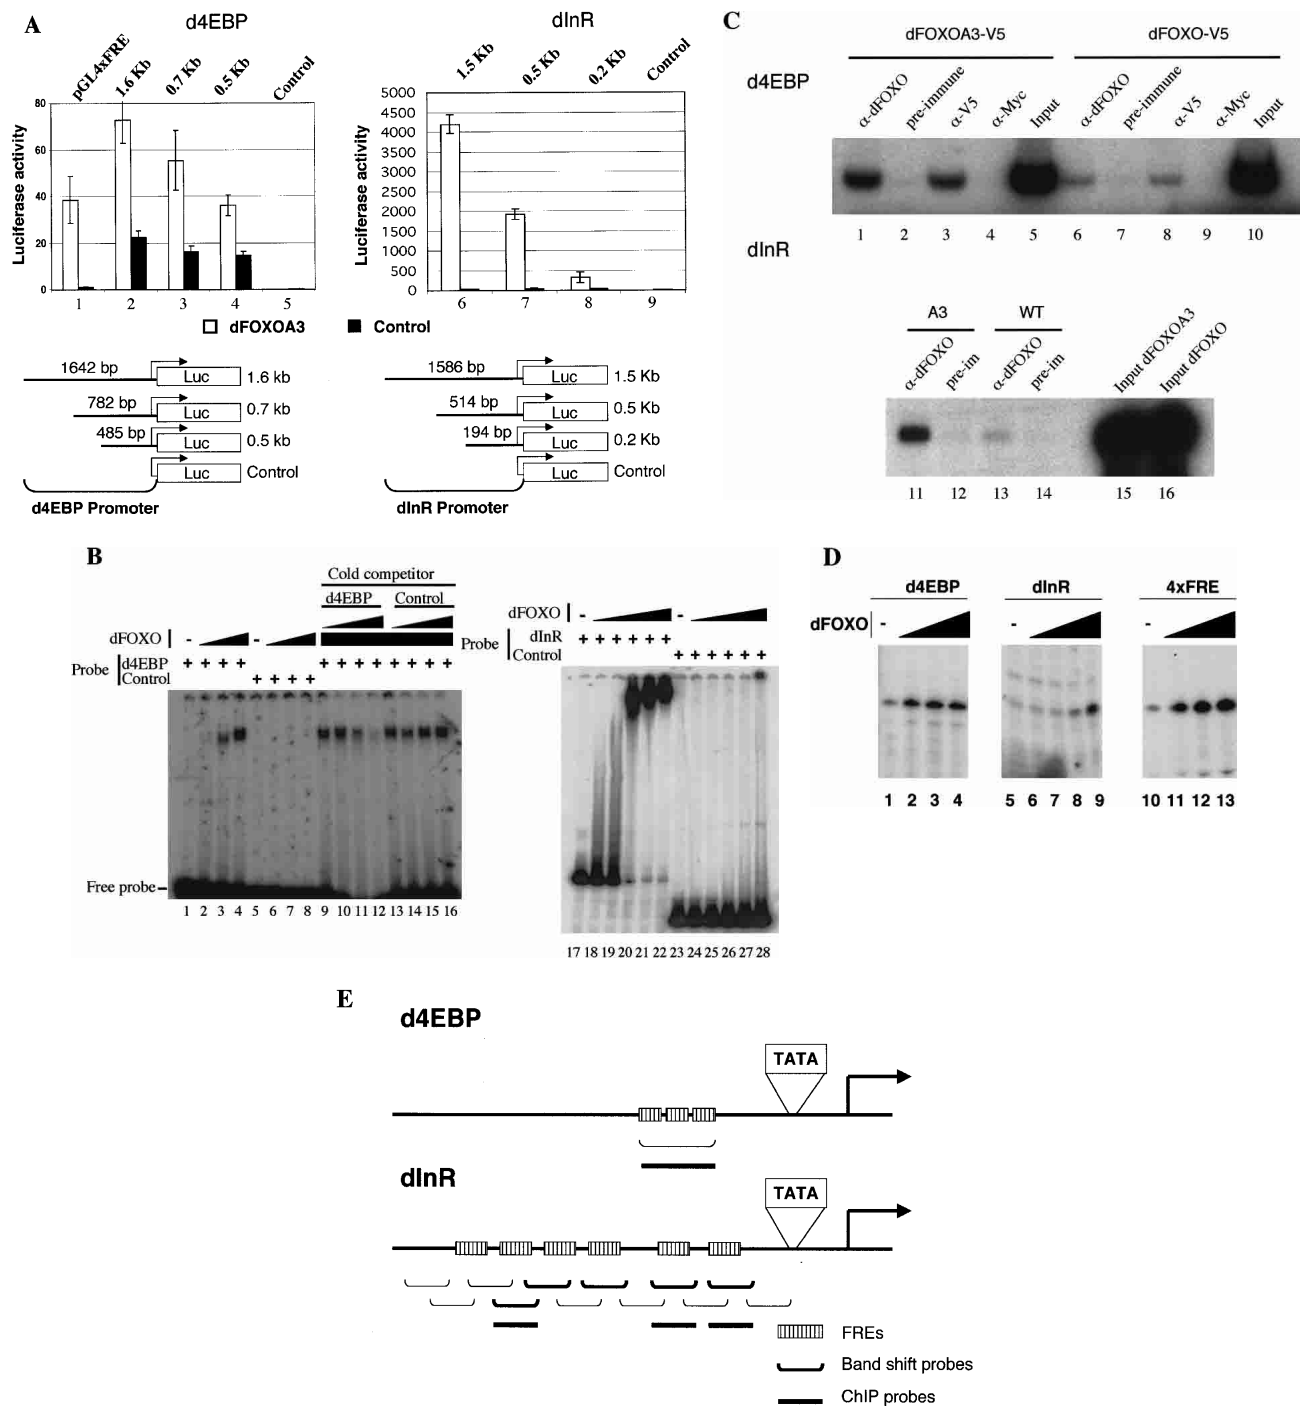 A
d4EBP
pGL4xFRE
1.6 Kb
0.7 Kb
0.5 Kb
Control
Luciferase activity
80
60
40
20
0
1 2 3 4 5
dInR
1.5 Kb
0.5 Kb
0.2 Kb
Control
Luciferase activity
5000
4500
4000
3500
3000
2500
2000
1500
1000
500
0
6 7 8 9
dFOXOA3 Control
1642 bp Luc 1.6 kb
782 bp Luc 0.7 kb
485 bp Luc 0.5 kb
Luc Control
d4EBP Promoter
1586 bp Luc 1.5 Kb
514 bp Luc 0.5 Kb
194 bp Luc 0.2 Kb
Luc Control
dInR Promoter
C
dFOXOA3-V5 dFOXO-V5
d4EBP
α-dFOXO pre-immune α-V5 α-Myc Input α-dFOXO pre-immune α-V5 α-Myc Input
1 2 3 4 5 6 7 8 9 10
dInR
A3 WT
α-dFOXO pre-im α-dFOXO pre-im Input dFOXOA3 Input dFOXO
11 12 13 14 15 16
B
Cold competitor
d4EBP Control
dFOXO - -
Probe d4EBP + + + + + + + + + + + +
Control + + + +
Free probe
1 2 3 4 5 6 7 8 9 10 11 12 13 14 15 16
dFOXO - -
Probe dInR + + + + + +
Control + + + + + +
17 18 19 20 21 22 23 24 25 26 27 28
D
d4EBP dInR 4xFRE
dFOXO - - -
1 2 3 4 5 6 7 8 9 10 11 12 13
E
d4EBP
TATA
dInR
TATA
FREs
Band shift probes
ChIP probes